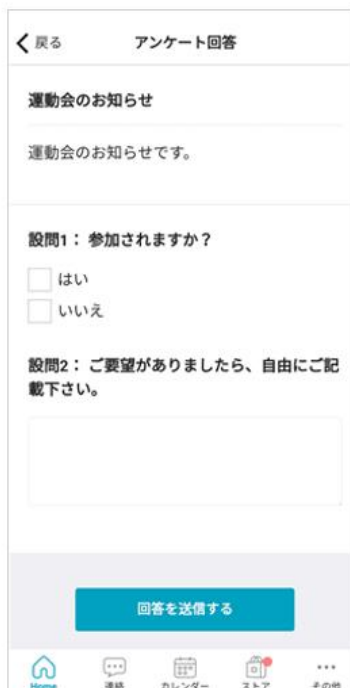 戻る アンケート回答
運動会のお知らせ
運動会のお知らせです。
設問1： 参加されますか？
はい
いいえ
設問2： ご要望がありましたら、自由にご記
載下さい。
回答を送信する
Home 連絡 カレンダー ストア その他